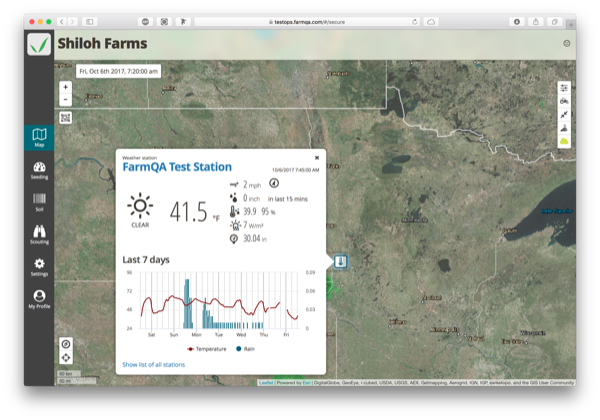 testops.farmqa.com/#/secure
Shiloh Farms
Fri, Oct 6th 2017, 7:20:00 am
+
−
Map
Seeding
Soil
Scouting
Settings
My Profile
Weather station
FarmQA Test Station
10/6/2017 7:45:00 AM
CLEAR
41.5 °F
2 mph
0 inch in last 15 mins
39.9 95 %
7 W/m²
30.04 in
Last 7 days
96
72
48
24
0.09
0.06
0.03
0
Sat Sun Mon Tue Wed Thu Fri
Temperature Rain
Show list of all stations
Duluth
Minneapolis
Wisconsin
Leaflet | Powered by Esri | DigitalGlobe, GeoEye, i-cubed, USDA, USGS, AEX, Getmapping, Aerogrid, IGN, IGP, swisstopo, and the GIS User Community